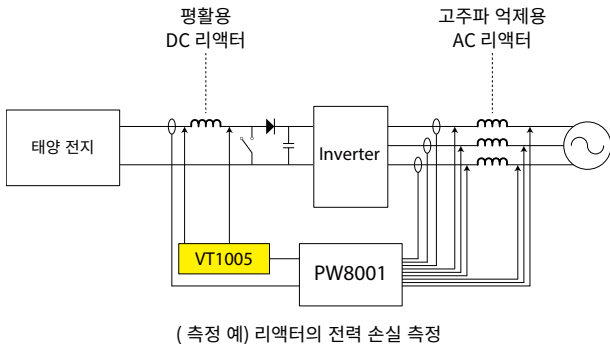 평활용
DC 리액터
고주파 억제용
AC 리액터
태양 전지
Inverter
VT1005
PW8001
( 측정 예) 리액터의 전력 손실 측정